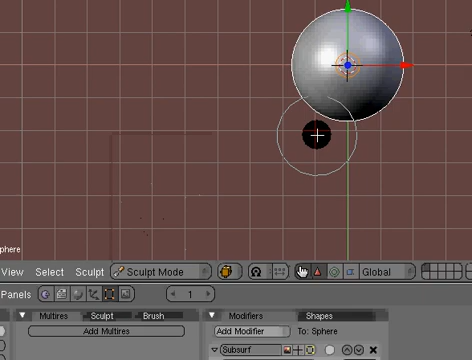 phere
View Select Sculpt Sculpt Mode Global
Panels 1
Multires Sculpt Brush Modifiers Shapes
Add Multires Add Modifier To: Sphere
Subsurf